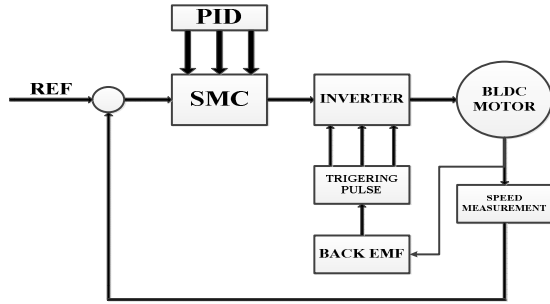 PID
REF
SMC
INVERTER
BLDC
MOTOR
TRIGERING
PULSE
SPEED
MEASUREMENT
BACK EMF